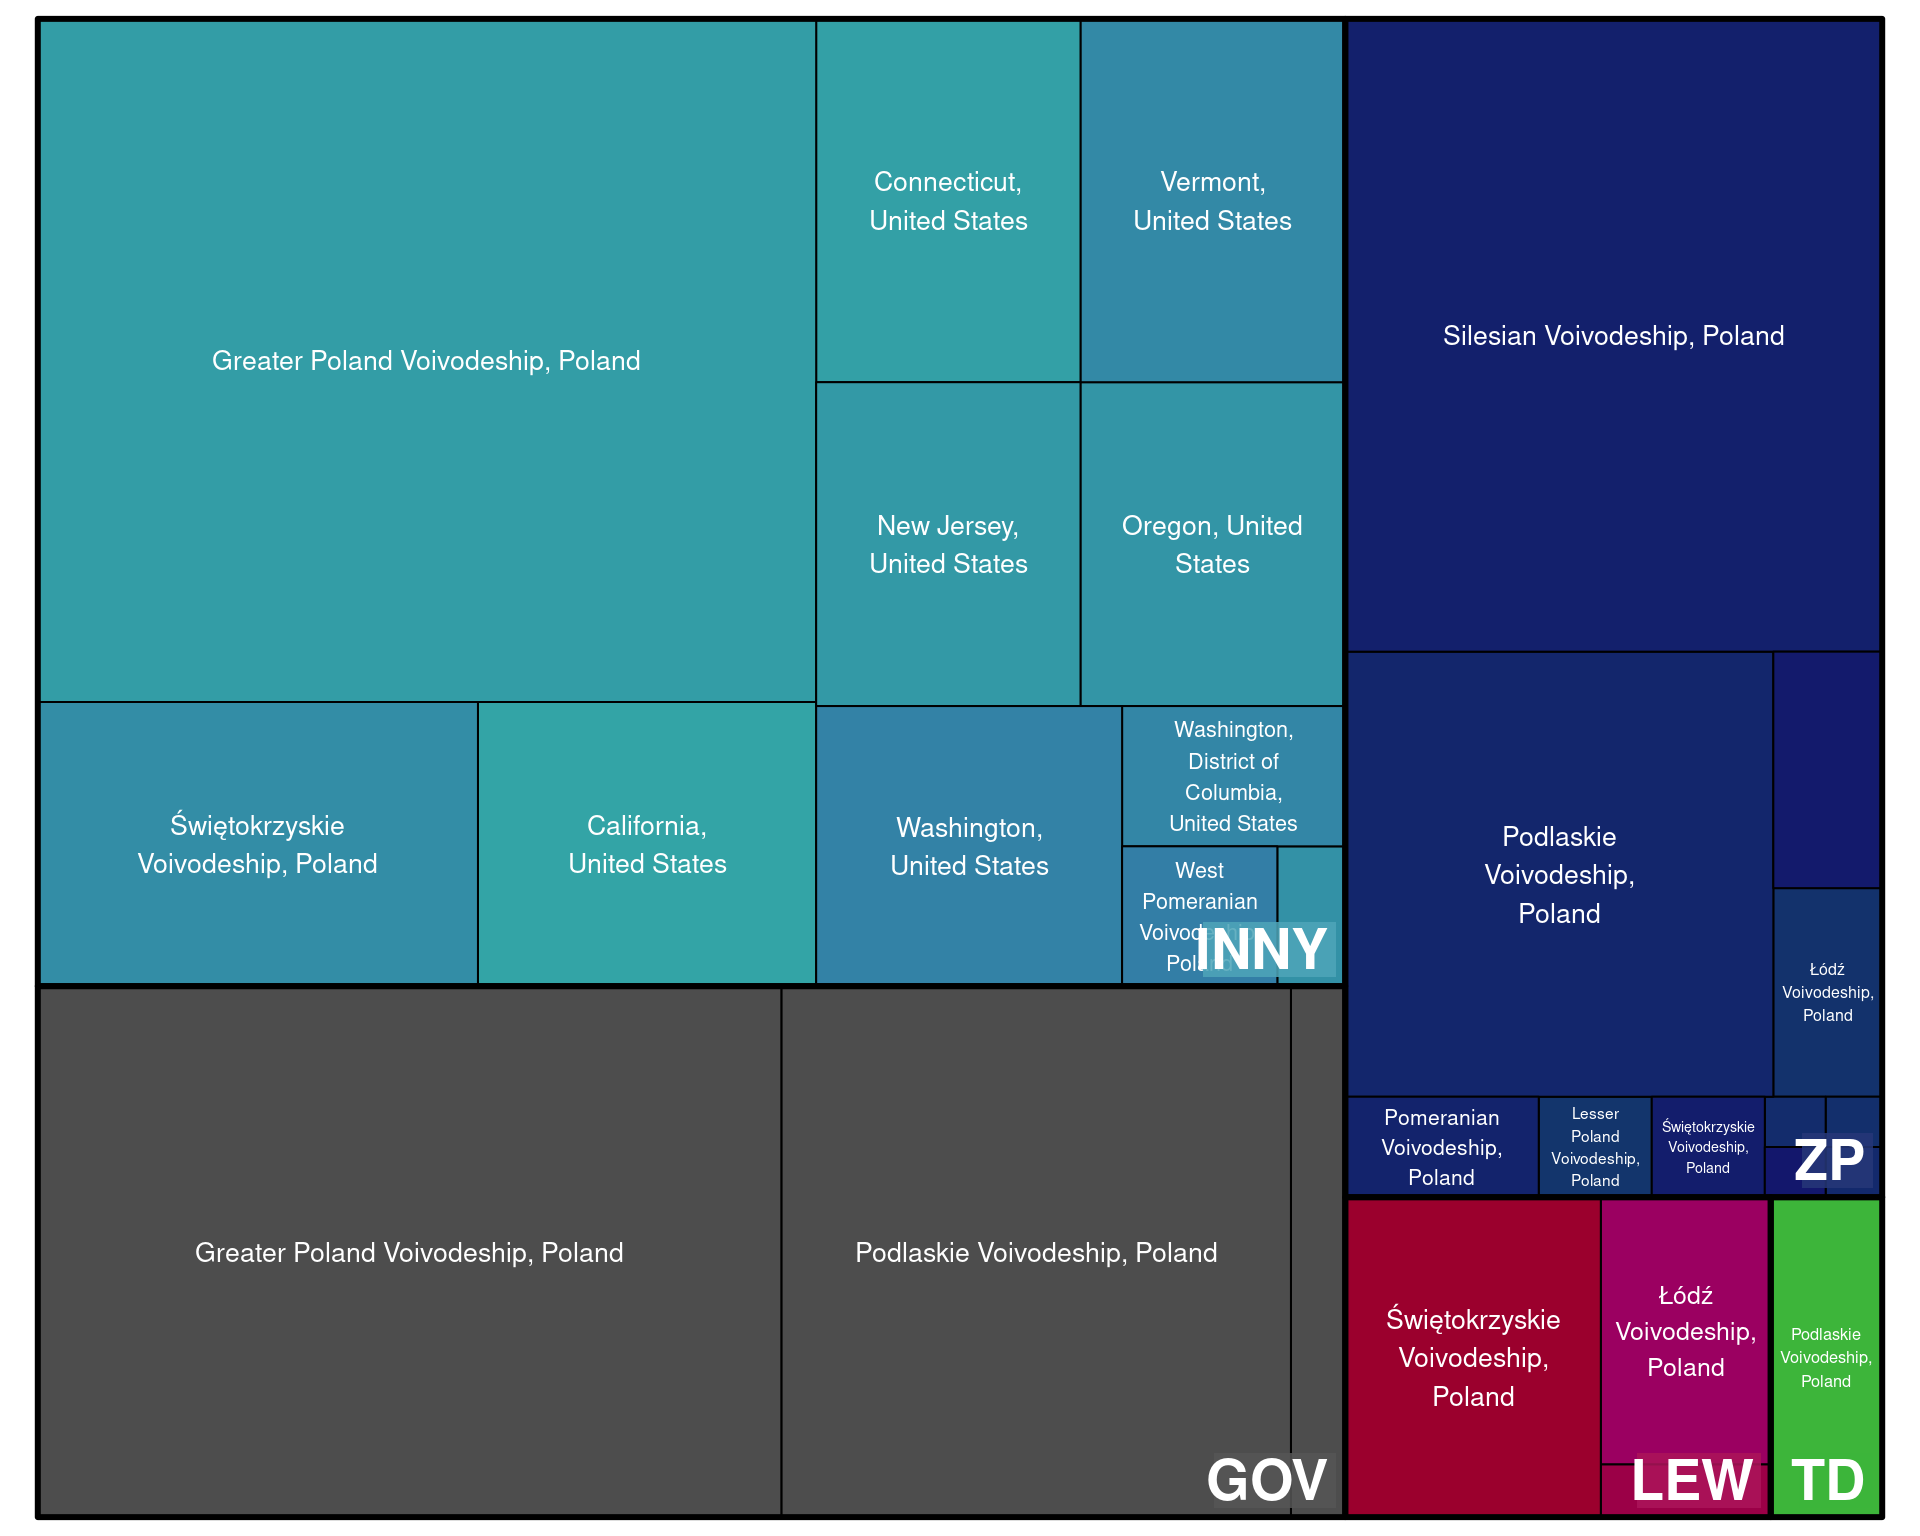 Greater Poland Voivodeship, Poland
Connecticut,
United States
Vermont,
United States
New Jersey,
United States
Oregon, United
States
Świętokrzyskie
Voivodeship, Poland
California,
United States
Washington,
United States
Washington,
District of
Columbia,
United States
West
Pomeranian
INNY
Greater Poland Voivodeship, Poland
Podlaskie Voivodeship, Poland
GOV
Silesian Voivodeship, Poland
Podlaskie
Voivodeship,
Poland
Łódź
Voivodeship,
Poland
Pomeranian
Voivodeship,
Poland
Lesser
Poland
Voivodeship,
Poland
Świętokrzyskie
Voivodeship,
Poland
ZP
Świętokrzyskie
Voivodeship,
Poland
Łódź
Voivodeship,
Poland
LEW
Podlaskie
Voivodeship,
Poland
TD